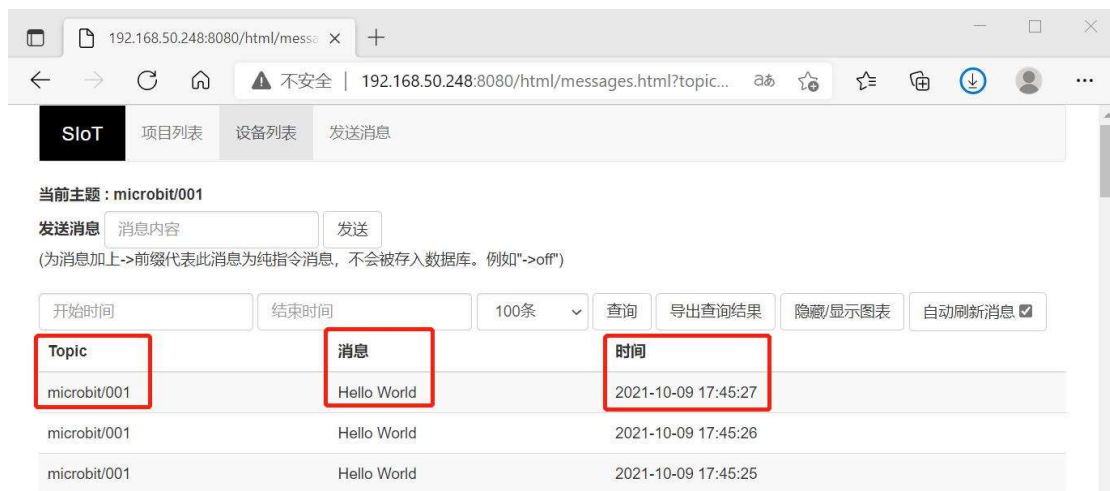 192.168.50.248:8080/html/messa
不安全 | 192.168.50.248:8080/html/messages.html?topic... aあ
SIoT 项目列表 设备列表 发送消息
当前主题 : microbit/001
发送消息 消息内容 发送
(为消息加上->前缀代表此消息为纯指令消息，不会被存入数据库。例如"->off")
开始时间 结束时间 100条 查询 导出查询结果 隐藏/显示图表 自动刷新消息
Topic 消息 时间
microbit/001 Hello World 2021-10-09 17:45:27
microbit/001 Hello World 2021-10-09 17:45:26
microbit/001 Hello World 2021-10-09 17:45:25